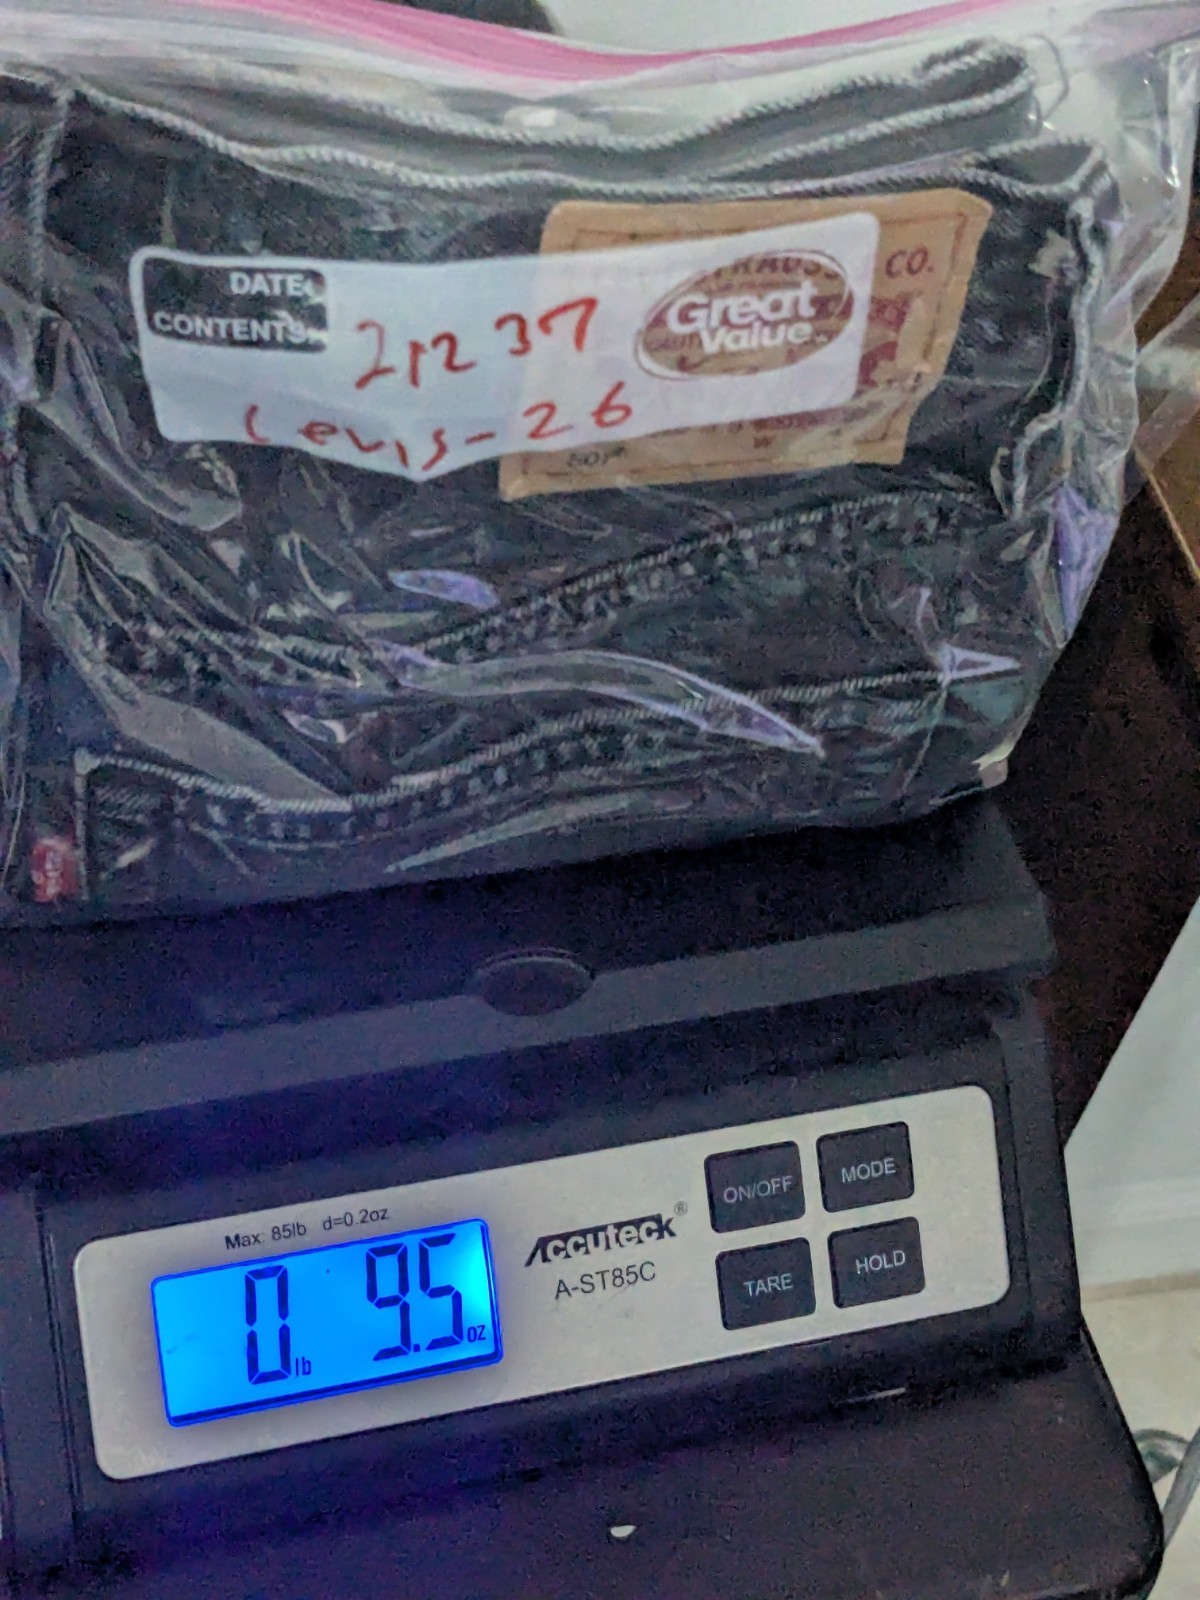 TRAUSS
CO.
DATE
CONTENTS
21237
Great
Value
Levis-26
W
Max: 85lb d=0.2oz
0 lb 9.5 oz
Accuteck®
A-ST85C
ON/OFF
MODE
TARE
HOLD